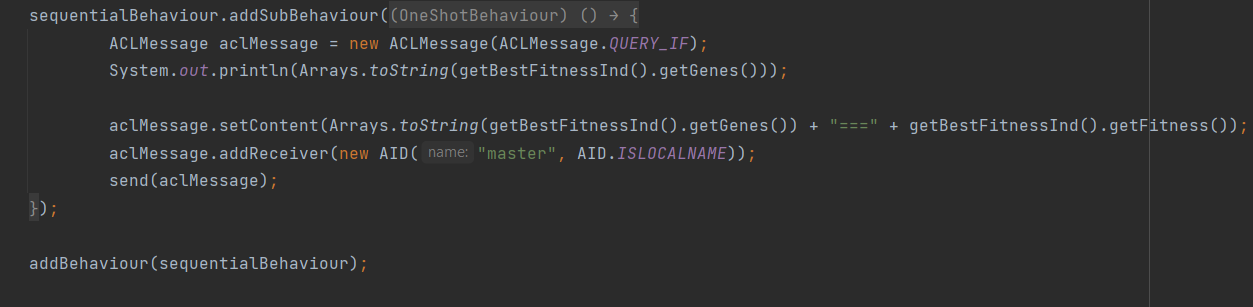 sequentialBehaviour.addSubBehaviour((OneShotBehaviour) () → {
ACLMessage aclMessage = new ACLMessage(ACLMessage.QUERY_IF);
System.out.println(Arrays.toString(getBestFitnessInd().getGenes()));
aclMessage.setContent(Arrays.toString(getBestFitnessInd().getGenes()) + "===" + getBestFitnessInd().getFitness());
aclMessage.addReceiver(new AID( name: "master", AID.ISLOCALNAME));
send(aclMessage);
});
addBehaviour(sequentialBehaviour);